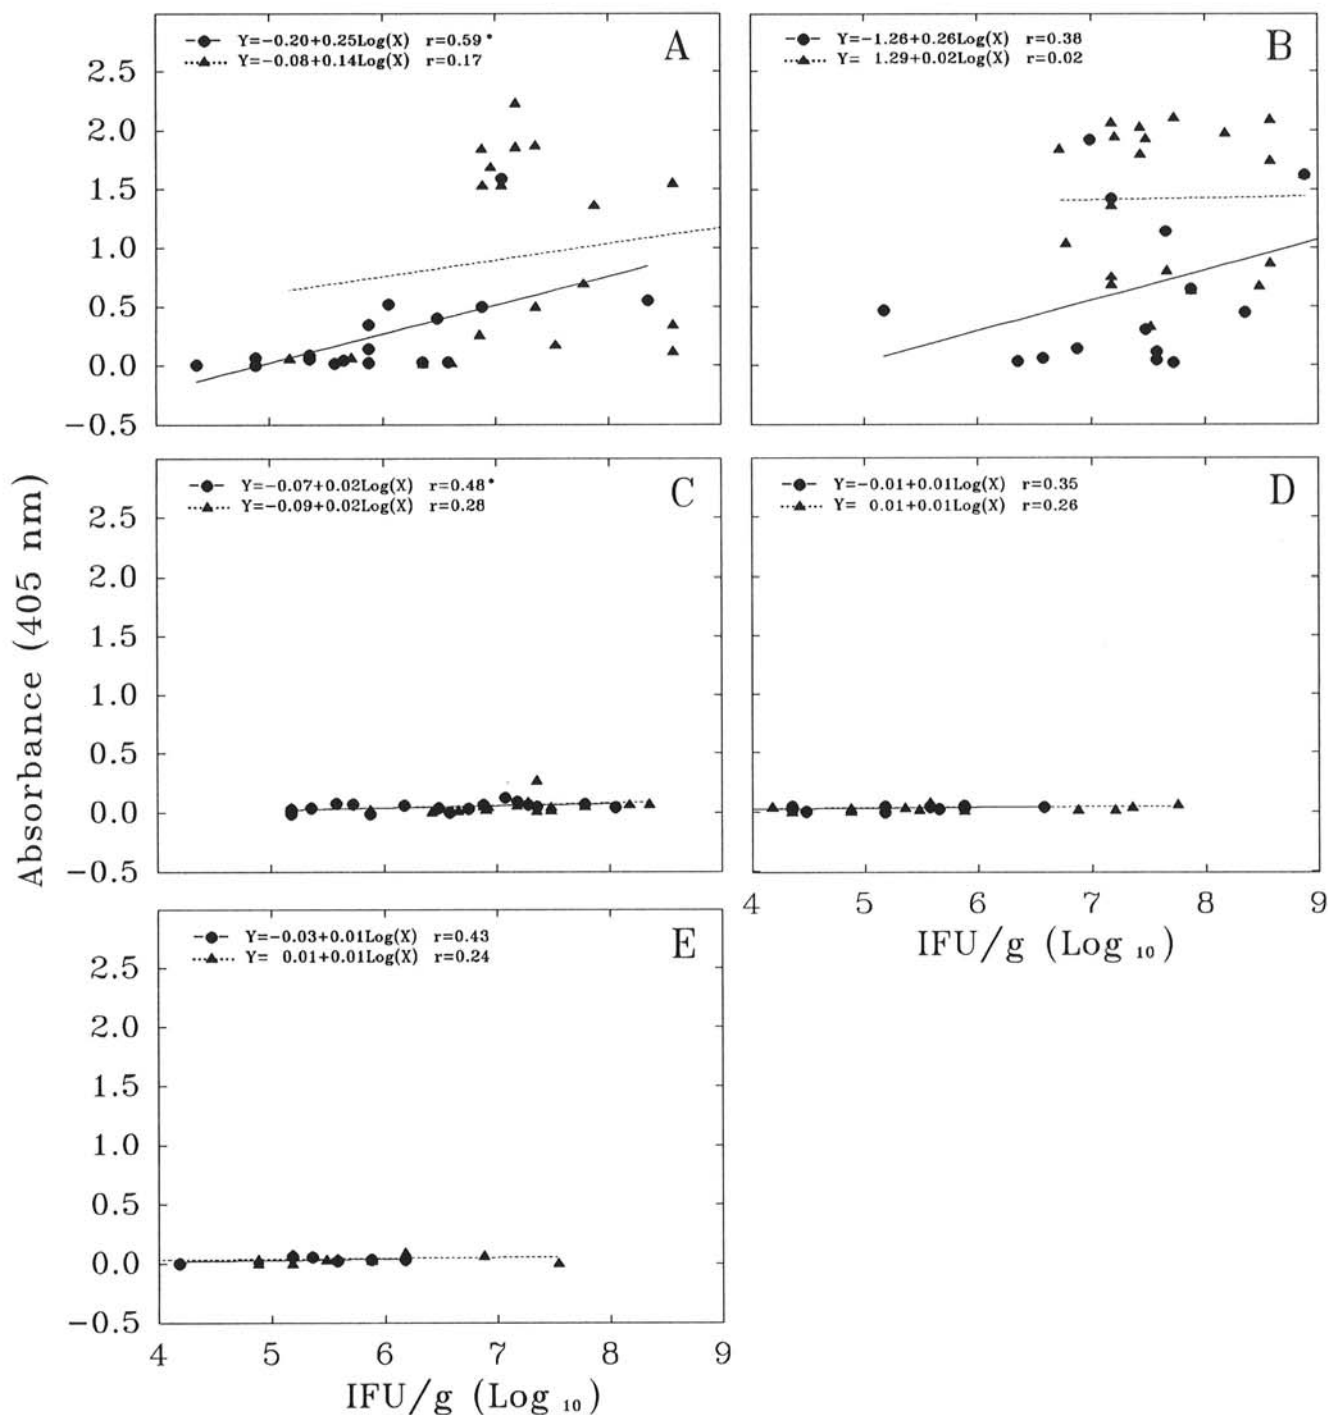 Y=−0.20+0.25Log(X) r=0.59*
Y=−0.08+0.14Log(X) r=0.17
A
2.5
2.0
1.5
1.0
0.5
0.0
−0.5
Y=−1.26+0.26Log(X) r=0.38
Y= 1.29+0.02Log(X) r=0.02
B
Absorbance (405 nm)
Y=−0.07+0.02Log(X) r=0.48*
Y=−0.09+0.02Log(X) r=0.28
C
2.5
2.0
1.5
1.0
0.5
0.0
−0.5
Y=−0.01+0.01Log(X) r=0.35
Y= 0.01+0.01Log(X) r=0.26
D
4 5 6 7 8 9
IFU/g (Log 10)
Y=−0.03+0.01Log(X) r=0.43
Y= 0.01+0.01Log(X) r=0.24
E
2.5
2.0
1.5
1.0
0.5
0.0
−0.5
4 5 6 7 8 9
IFU/g (Log 10)